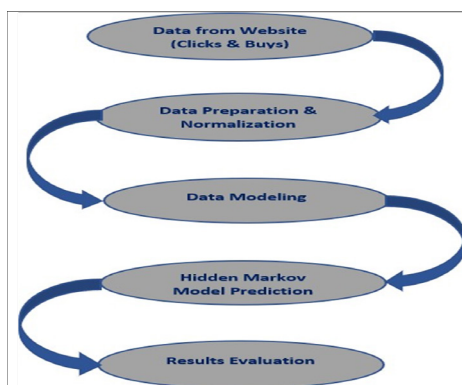 Data from Website
(Clicks & Buys)
Data Preparation &
Normalization
Data Modeling
Hidden Markov
Model Prediction
Results Evaluation